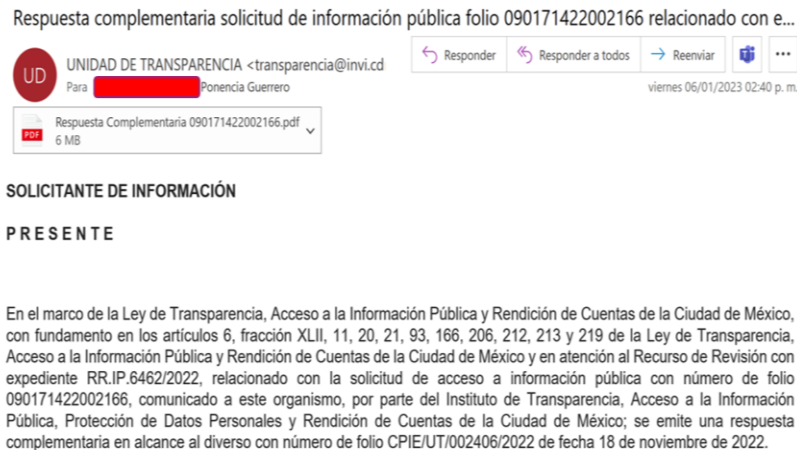 Respuesta complementaria solicitud de información pública folio 090171422002166 relacionado con e...
Responder
Responder a todos
Reenviar
...
UD
UNIDAD DE TRANSPARENCIA <transparencia@invi.cd
Para Ponencia Guerrero
viernes 06/01/2023 02:40 p. m.
PDF
Respuesta Complementaria 090171422002166.pdf
6 MB
SOLICITANTE DE INFORMACIÓN
P R E S E N T E
En el marco de la Ley de Transparencia, Acceso a la Información Pública y Rendición de Cuentas de la Ciudad de México,
con fundamento en los artículos 6, fracción XLII, 11, 20, 21, 93, 166, 206, 212, 213 y 219 de la Ley de Transparencia,
Acceso a la Información Pública y Rendición de Cuentas de la Ciudad de México y en atención al Recurso de Revisión con
expediente RR.IP.6462/2022, relacionado con la solicitud de acceso a información pública con número de folio
090171422002166, comunicado a este organismo, por parte del Instituto de Transparencia, Acceso a la Información
Pública, Protección de Datos Personales y Rendición de Cuentas de la Ciudad de México; se emite una respuesta
complementaria en alcance al diverso con número de folio CPIE/UT/002406/2022 de fecha 18 de noviembre de 2022.